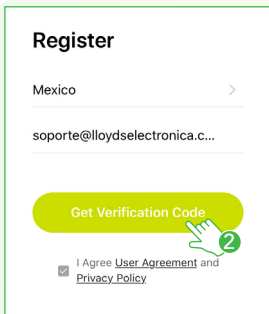 Register
Mexico
soporte@lloydselectronica.c...
Get Verification Code
2
I Agree User Agreement and
Privacy Policy